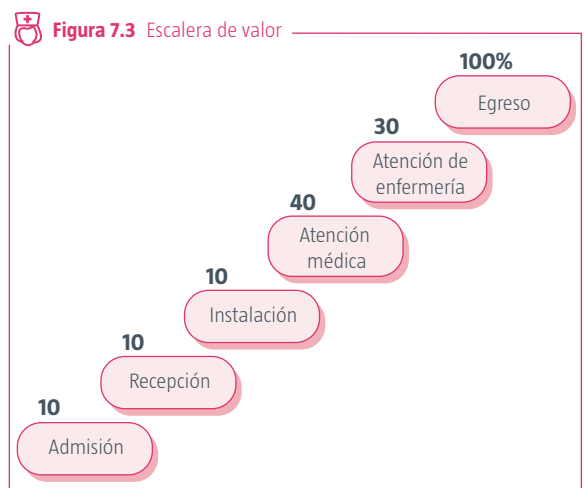 Figura 7.3 Escalera de valor
100%
Egreso
30
Atención de
enfermería
40
Atención
médica
10
Instalación
10
Recepción
10
Admisión